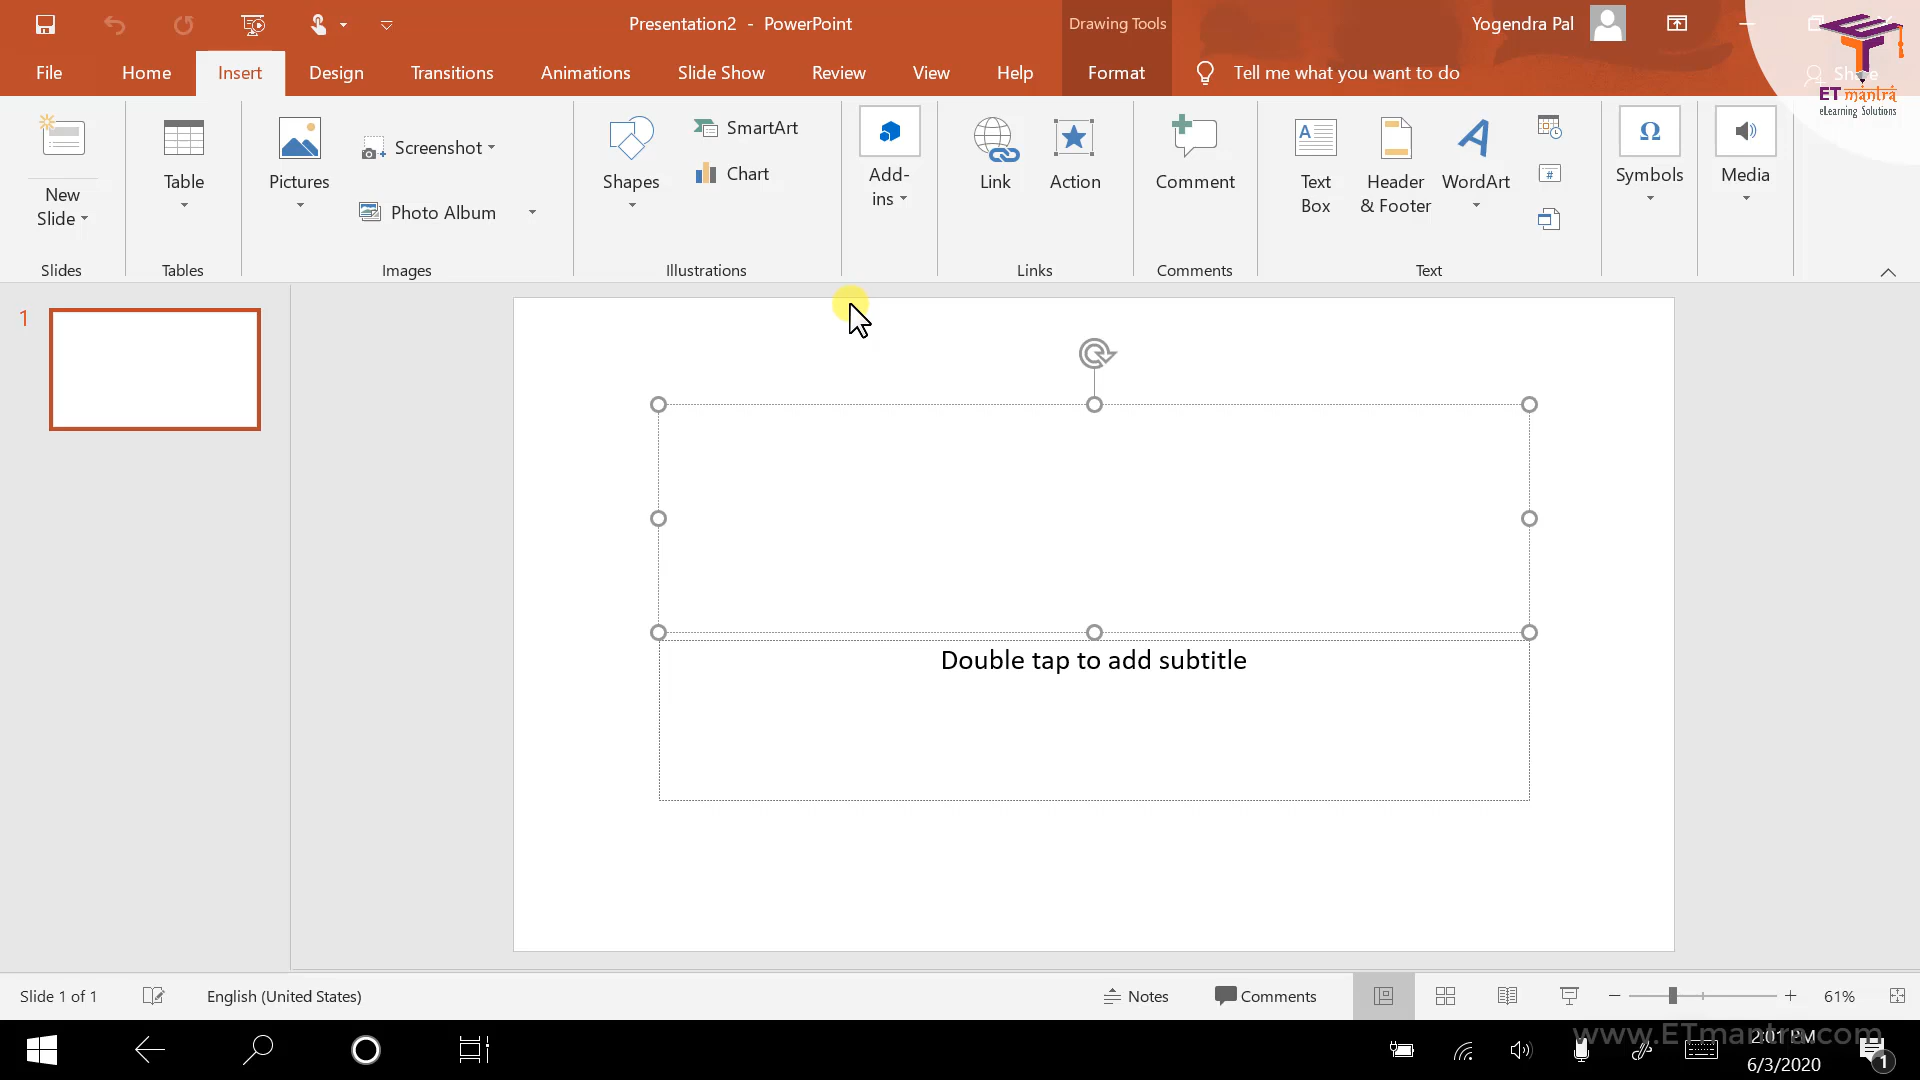 Presentation2 - PowerPoint
Drawing Tools
Yogendra Pal
File
Home
Insert
Design
Transitions
Animations
Slide Show
Review
View
Help
Format
Tell me what you want to do
ET mantra
eLearning Solutions
New
Slide
Slides
Table
Tables
Pictures
Screenshot
Photo Album
Images
Shapes
SmartArt
Chart
Illustrations
Add-
ins
Link
Action
Links
Comment
Comments
Text
Box
Header
& Footer
WordArt
Text
Symbols
Media
1
Double tap to add subtitle
Slide 1 of 1
English (United States)
Notes
Comments
61%
www.ETmantra.com
2:01 PM
6/3/2020
1